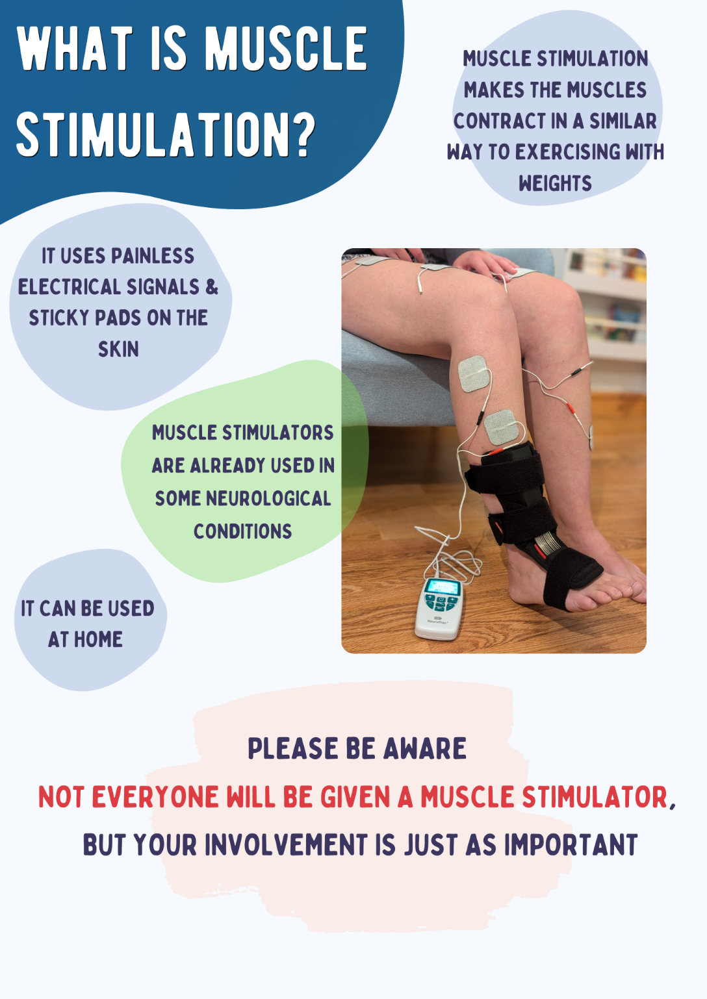 WHAT IS MUSCLE
STIMULATION?
MUSCLE STIMULATION
MAKES THE MUSCLES
CONTRACT IN A SIMILAR
WAY TO EXERCISING WITH
WEIGHTS
IT USES PAINLESS
ELECTRICAL SIGNALS &
STICKY PADS ON THE
SKIN
MUSCLE STIMULATORS
ARE ALREADY USED IN
SOME NEUROLOGICAL
CONDITIONS
IT CAN BE USED
AT HOME
NeuroTrac
PLEASE BE AWARE
NOT EVERYONE WILL BE GIVEN A MUSCLE STIMULATOR,
BUT YOUR INVOLVEMENT IS JUST AS IMPORTANT